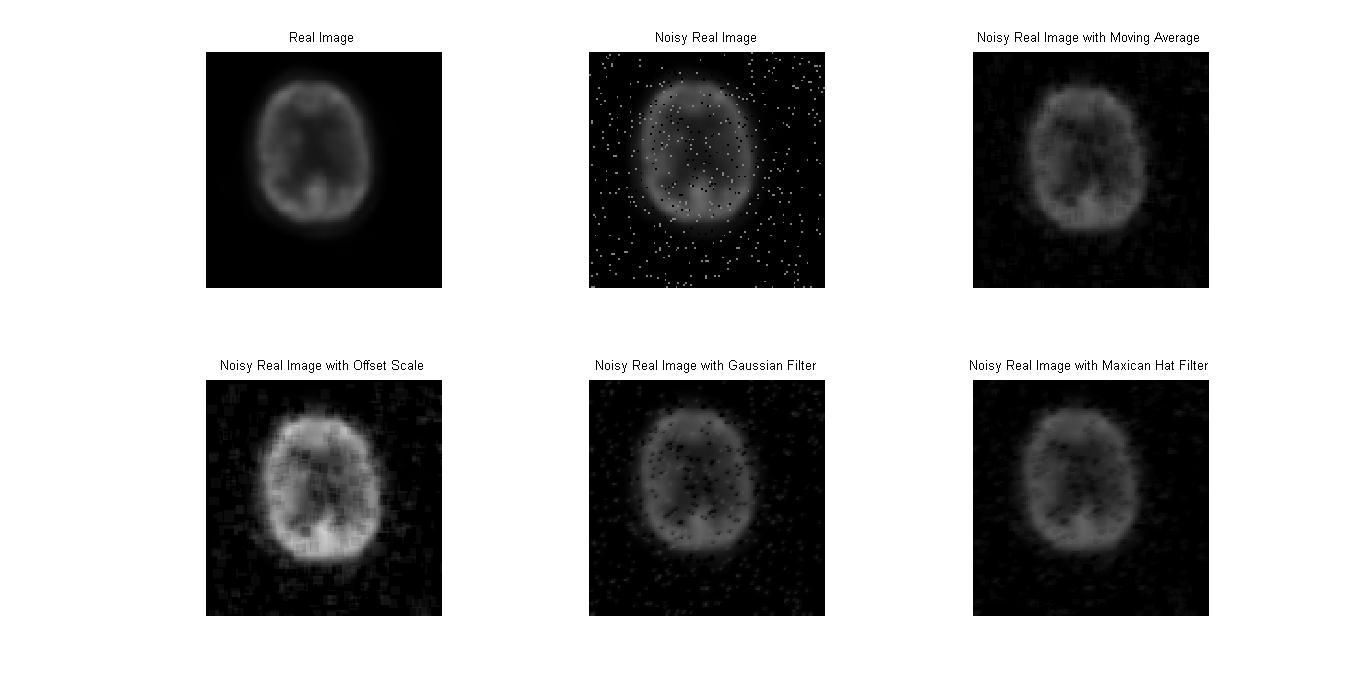 Real Image
Noisy Real Image
Noisy Real Image with Moving Average
Noisy Real Image with Offset Scale
Noisy Real Image with Gaussian Filter
Noisy Real Image with Maxican Hat Filter